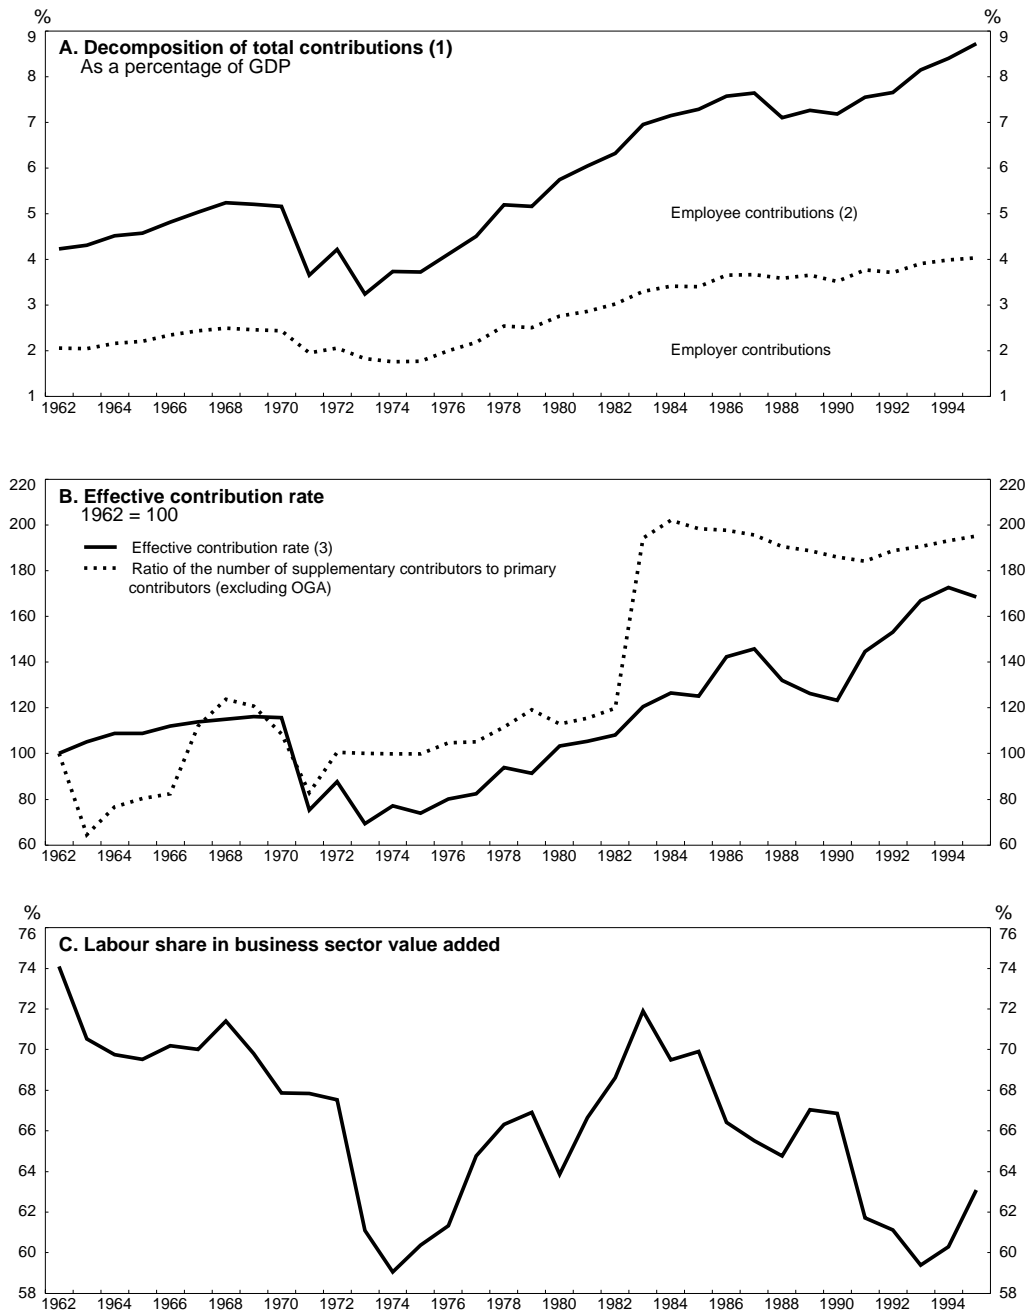 % %
A. Decomposition of total contributions (1)
As a percentage of GDP
9 9
8 8
7 7
6 6
5 Employee contributions (2) 5
4 4
3 3
2 Employer contributions 2
1 1
1962 1964 1966 1968 1970 1972 1974 1976 1978 1980 1982 1984 1986 1988 1990 1992 1994
220 220
B. Effective contribution rate
1962 = 100
200 200
Effective contribution rate (3)
Ratio of the number of supplementary contributors to primary
contributors (excluding OGA)
180 180
160 160
140 140
120 120
100 100
80 80
60 60
1962 1964 1966 1968 1970 1972 1974 1976 1978 1980 1982 1984 1986 1988 1990 1992 1994
% %
76 76
C. Labour share in business sector value added
74 74
72 72
70 70
68 68
66 66
64 64
62 62
60 60
58 58
1962 1964 1966 1968 1970 1972 1974 1976 1978 1980 1982 1984 1986 1988 1990 1992 1994